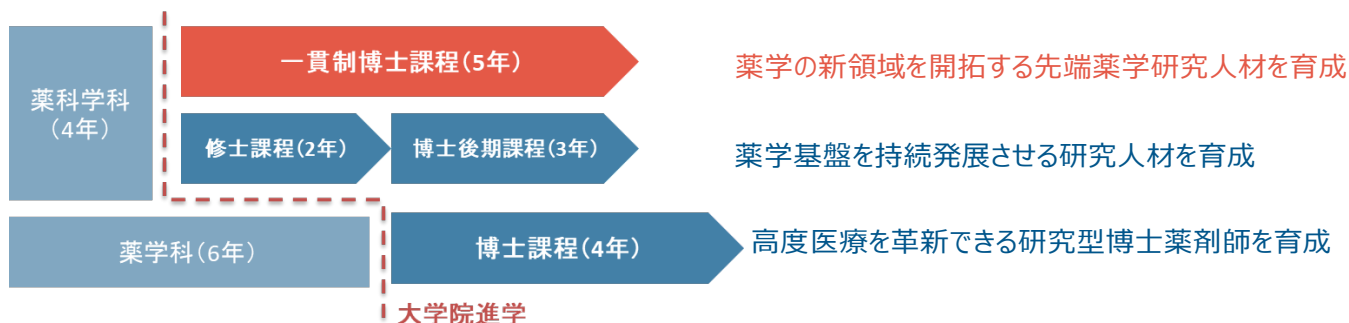 一貫制博士課程(5年)
薬学の新領域を開拓する先端薬学研究人材を育成
薬科学科
(4年)
修士課程(2年)
博士後期課程(3年)
薬学基盤を持続発展させる研究人材を育成
薬学科(6年)
博士課程(4年)
高度医療を革新できる研究型博士薬剤師を育成
大学院進学